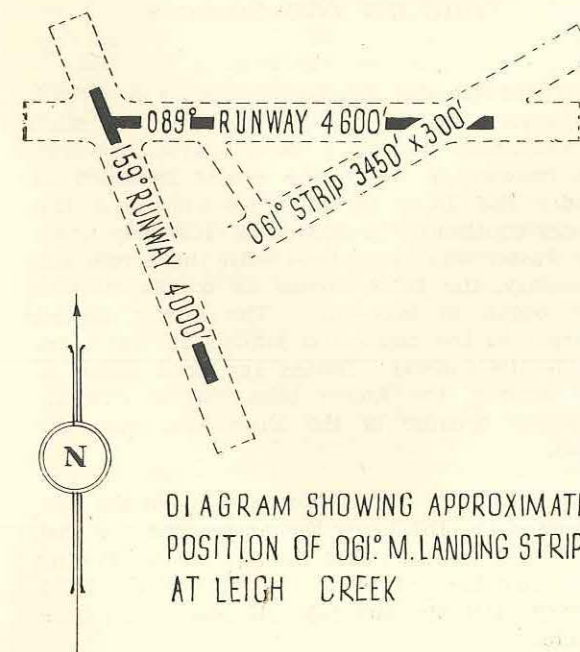 089° RUNWAY 4600'
061° STRIP 3450' x 300'
159° RUNWAY 4000'
N
DIAGRAM SHOWING APPROXIMATE
POSITION OF 061° M. LANDING STRIP
AT LEIGH CREEK